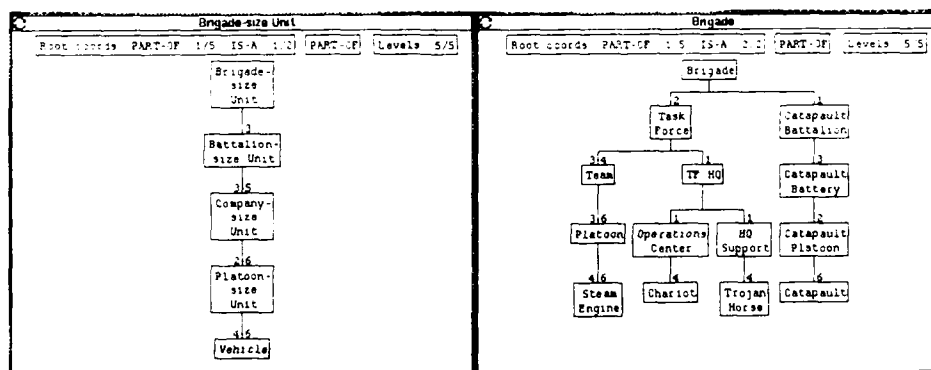 Brigade-size Unit
Root coords PART-OF 1/5 IS-A 1/2 PART-OF Levels 5/5
Brigade-
size
Unit
3
Battalion-
size Unit
3 5
Company-
size
Unit
2 6
Platoon-
size
Unit
4 6
Vehicle
Brigade
Root coords PART-OF 1 5 IS-A 2 2 PART-OF Levels 5 5
Brigade
2 1
Task
Force
Catapault
Battalion
3 4 1 3
Team TF HQ
Catapault
Battery
3 6 1 1 2
Platoon
Operations
Center
HQ
Support
Catapault
Platoon
4 6 4 4 6
Steam
Engine
Chariot
Trojan
Horse
Catapault